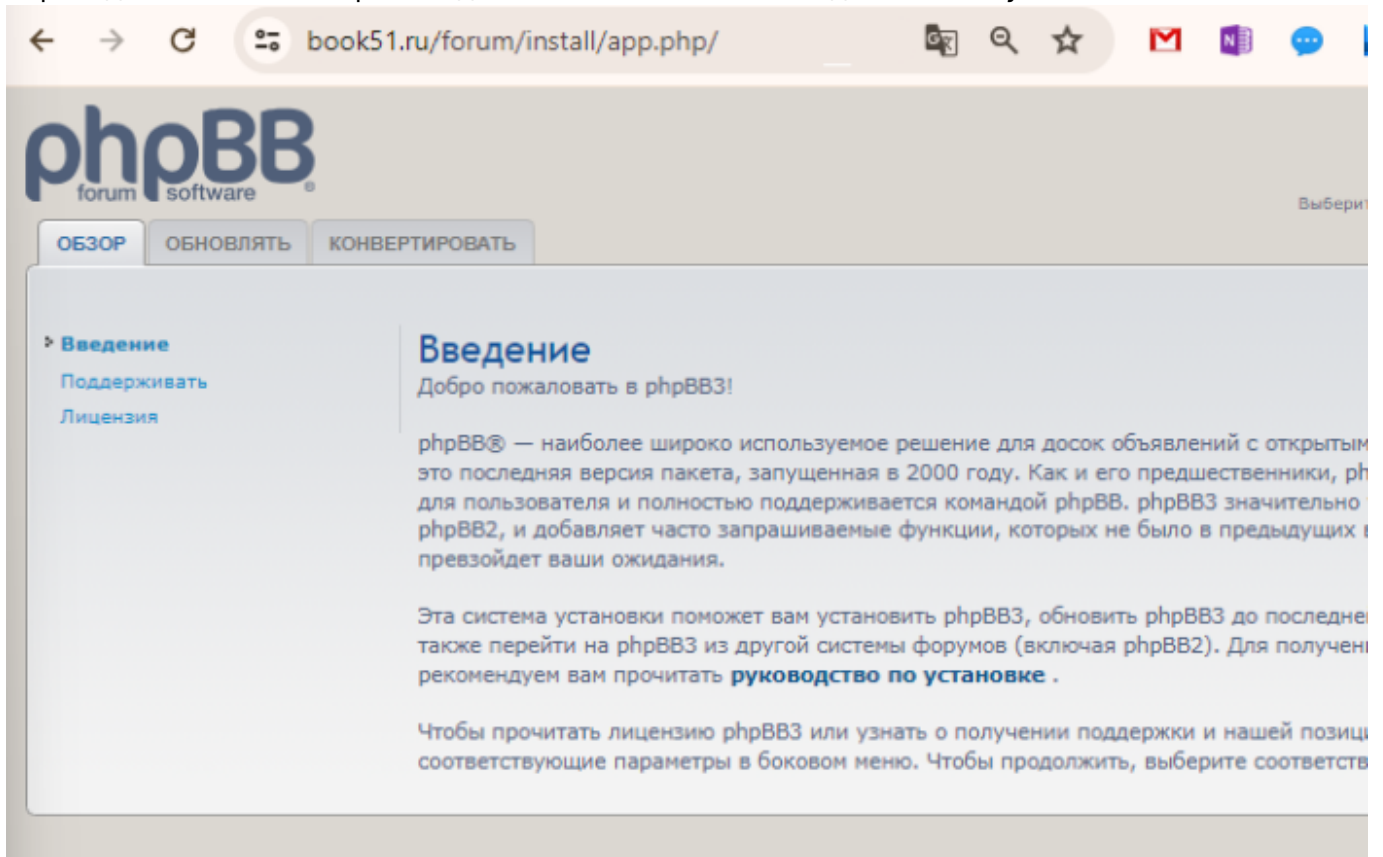 book51.ru/forum/install/app.php/
phpBB
forum software
Выберит
ОБЗОР ОБНОВЛЯТЬ КОНВЕРТИРОВАТЬ
Введение
Поддерживать
Лицензия
Введение
Добро пожаловать в phpBB3!
phpBB® — наиболее широко используемое решение для досок объявлений с открытым
это последняя версия пакета, запущенная в 2000 году. Как и его предшественники, ph
для пользователя и полностью поддерживается командой phpBB. phpBB3 значительно
phpBB2, и добавляет часто запрашиваемые функции, которых не было в предыдущих в
превзойдет ваши ожидания.
Эта система установки поможет вам установить phpBB3, обновить phpBB3 до последне
также перейти на phpBB3 из другой системы форумов (включая phpBB2). Для получен
рекомендуем вам прочитать руководство по установке .
Чтобы прочитать лицензию phpBB3 или узнать о получении поддержки и нашей позиц
соответствующие параметры в боковом меню. Чтобы продолжить, выберите соответств